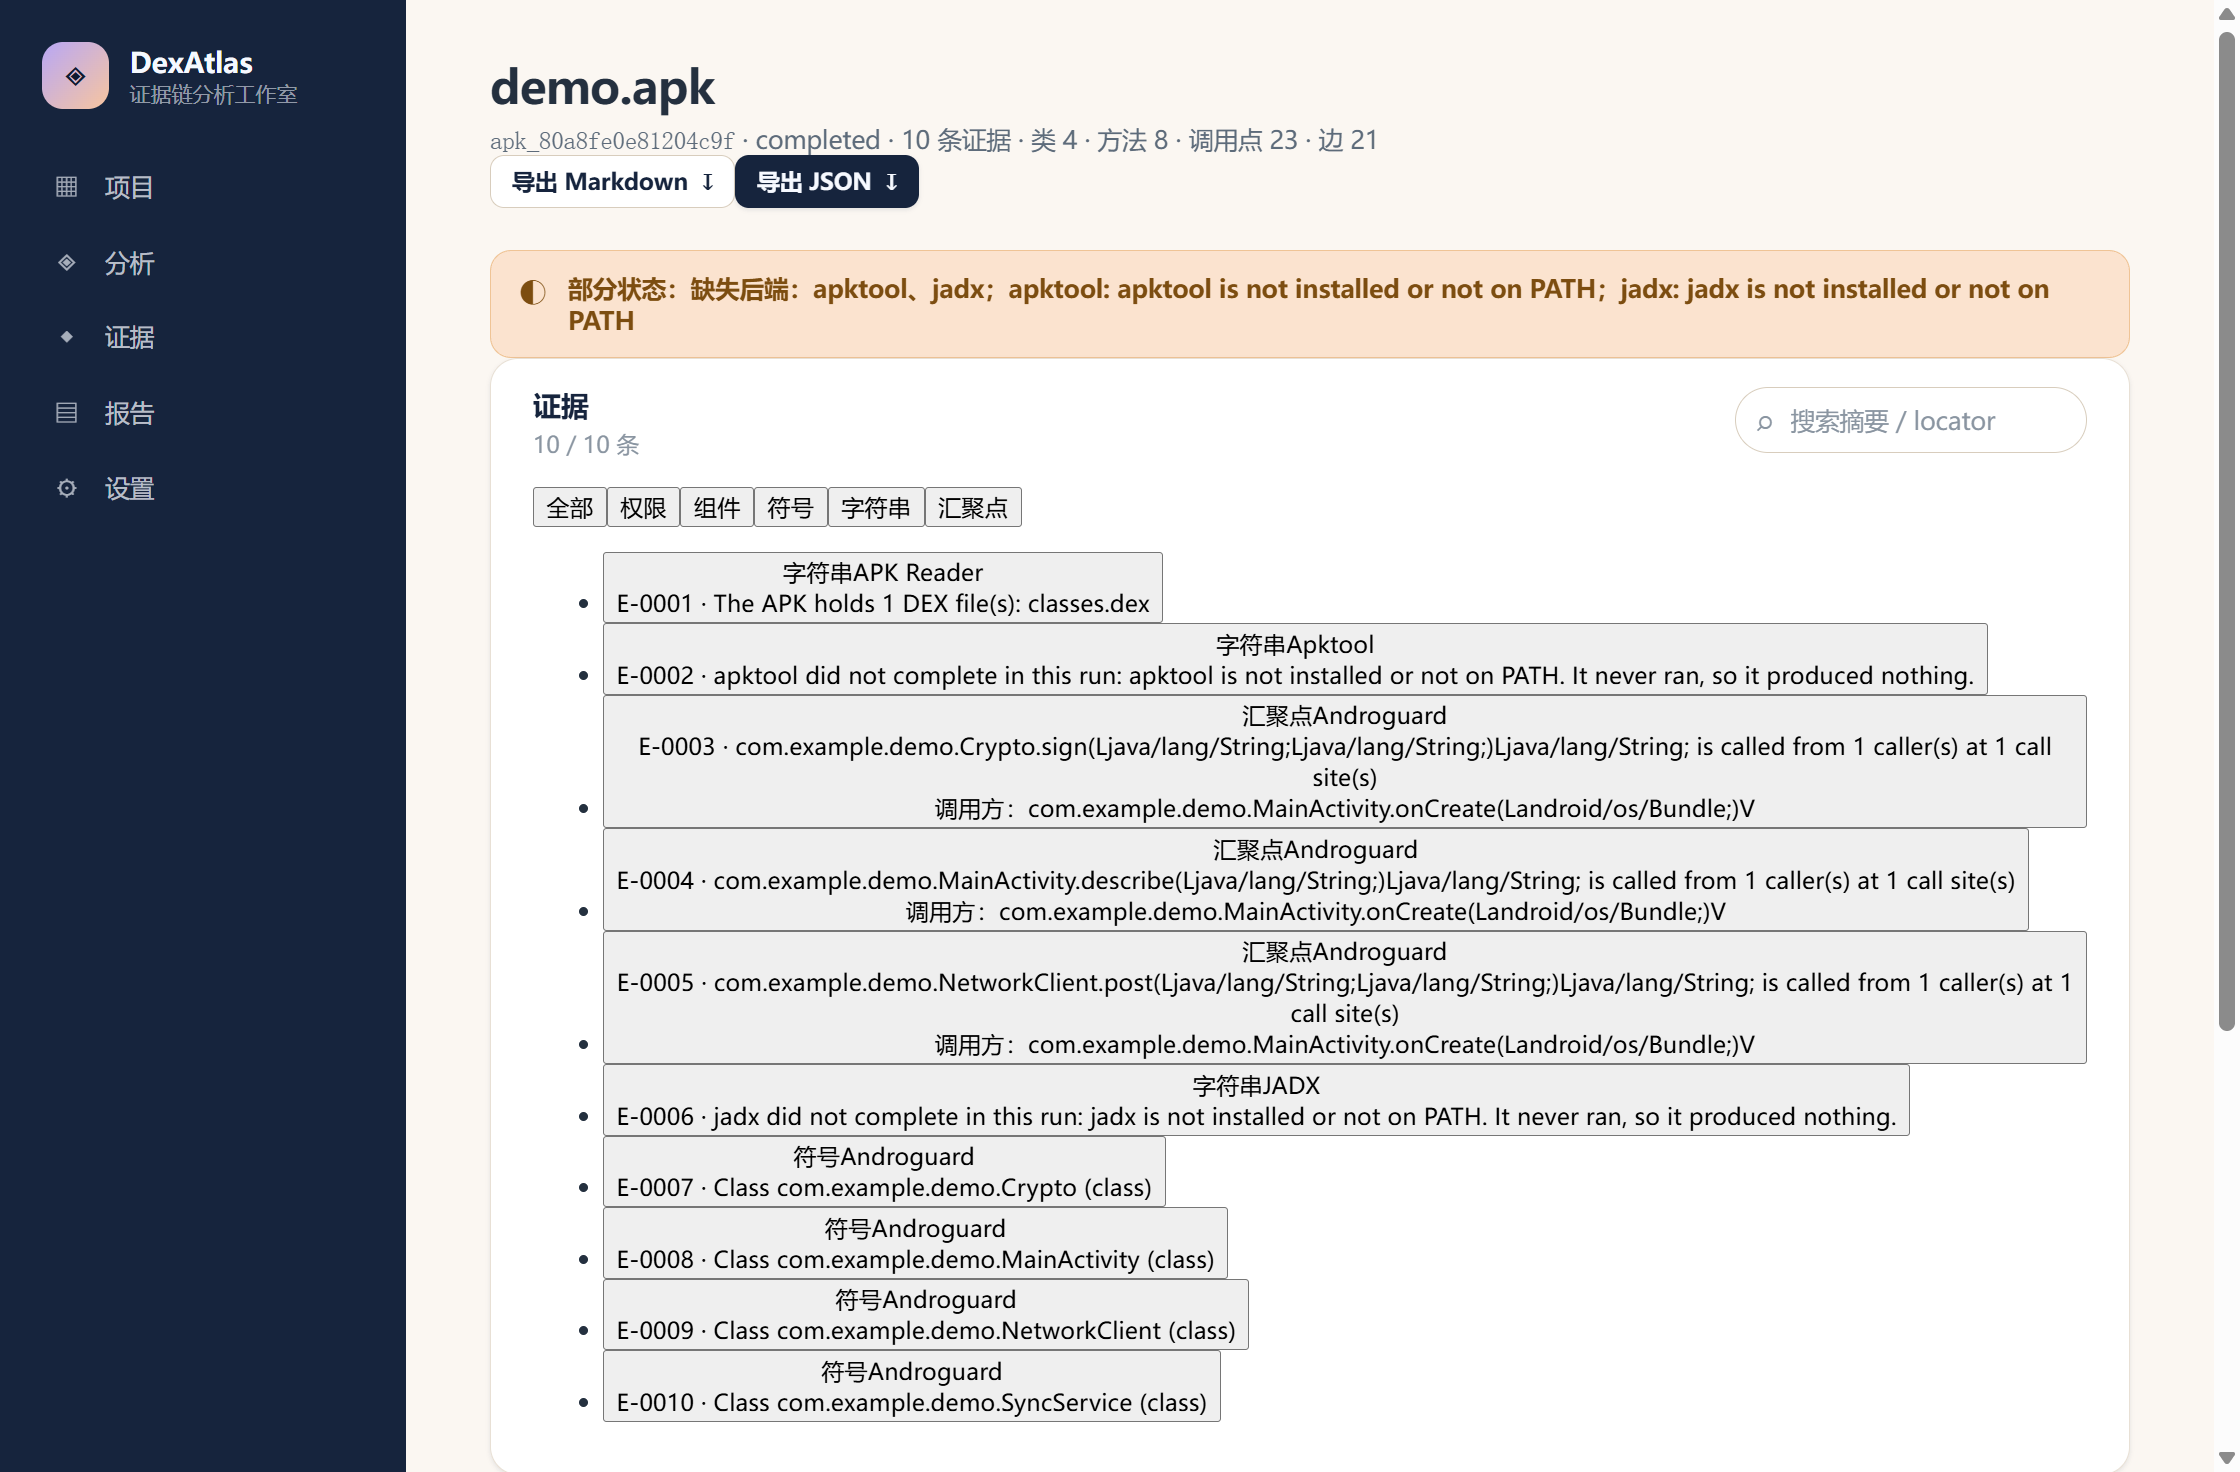 DexAtlas
证据链分析工作室
项目
分析
证据
报告
设置
demo.apk
apk_80a8fe0e81204c9f · completed · 10 条证据 · 类 4 · 方法 8 · 调用点 23 · 边 21
导出 Markdown ↧
导出 JSON ↧
部分状态：缺失后端：apktool、jadx；apktool: apktool is not installed or not on PATH；jadx: jadx is not installed or not on
PATH
证据
10 / 10 条
搜索摘要 / locator
全部 权限 组件 符号 字符串 汇聚点
字符串APK Reader
E-0001 · The APK holds 1 DEX file(s): classes.dex
字符串Apktool
E-0002 · apktool did not complete in this run: apktool is not installed or not on PATH. It never ran, so it produced nothing.
汇聚点Androguard
E-0003 · com.example.demo.Crypto.sign(Ljava/lang/String;Ljava/lang/String;)Ljava/lang/String; is called from 1 caller(s) at 1 call
site(s)
调用方：com.example.demo.MainActivity.onCreate(Landroid/os/Bundle;)V
汇聚点Androguard
E-0004 · com.example.demo.MainActivity.describe(Ljava/lang/String;)Ljava/lang/String; is called from 1 caller(s) at 1 call site(s)
调用方：com.example.demo.MainActivity.onCreate(Landroid/os/Bundle;)V
汇聚点Androguard
E-0005 · com.example.demo.NetworkClient.post(Ljava/lang/String;Ljava/lang/String;)Ljava/lang/String; is called from 1 caller(s) at 1
call site(s)
调用方：com.example.demo.MainActivity.onCreate(Landroid/os/Bundle;)V
字符串JADX
E-0006 · jadx did not complete in this run: jadx is not installed or not on PATH. It never ran, so it produced nothing.
符号Androguard
E-0007 · Class com.example.demo.Crypto (class)
符号Androguard
E-0008 · Class com.example.demo.MainActivity (class)
符号Androguard
E-0009 · Class com.example.demo.NetworkClient (class)
符号Androguard
E-0010 · Class com.example.demo.SyncService (class)